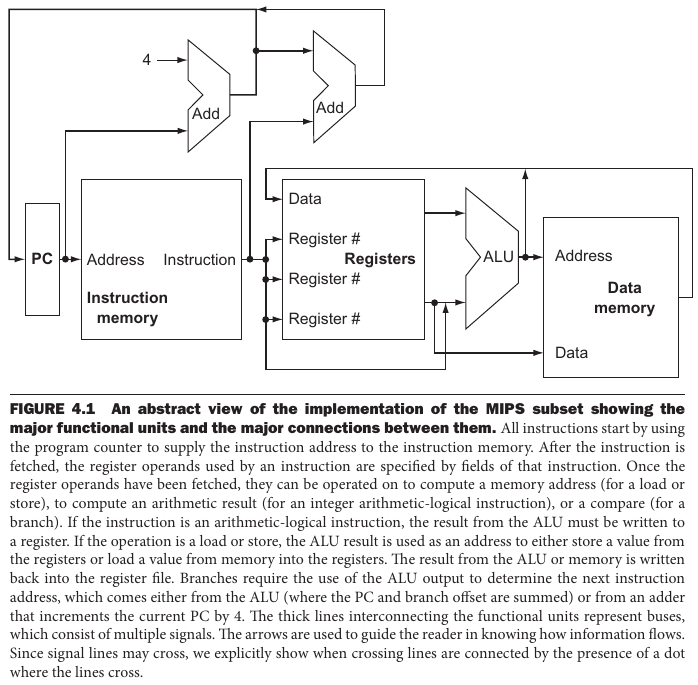 4
Add
Add
Data
Register #
Register #
Registers
Register #
PC
Address
Instruction
Instruction
memory
ALU
Address
Data
memory
Data
FIGURE 4.1 An abstract view of the implementation of the MIPS subset showing the
major functional units and the major connections between them. All instructions start by using
the program counter to supply the instruction address to the instruction memory. After the instruction is
fetched, the register operands used by an instruction are specified by fields of that instruction. Once the
register operands have been fetched, they can be operated on to compute a memory address (for a load or
store), to compute an arithmetic result (for an integer arithmetic-logical instruction), or a compare (for a
branch). If the instruction is an arithmetic-logical instruction, the result from the ALU must be written to
a register. If the operation is a load or store, the ALU result is used as an address to either store a value from
the registers or load a value from memory into the registers. The result from the ALU or memory is written
back into the register file. Branches require the use of the ALU output to determine the next instruction
address, which comes either from the ALU (where the PC and branch offset are summed) or from an adder
that increments the current PC by 4. The thick lines interconnecting the functional units represent buses,
which consist of multiple signals. The arrows are used to guide the reader in knowing how information flows.
Since signal lines may cross, we explicitly show when crossing lines are connected by the presence of a dot
where the lines cross.